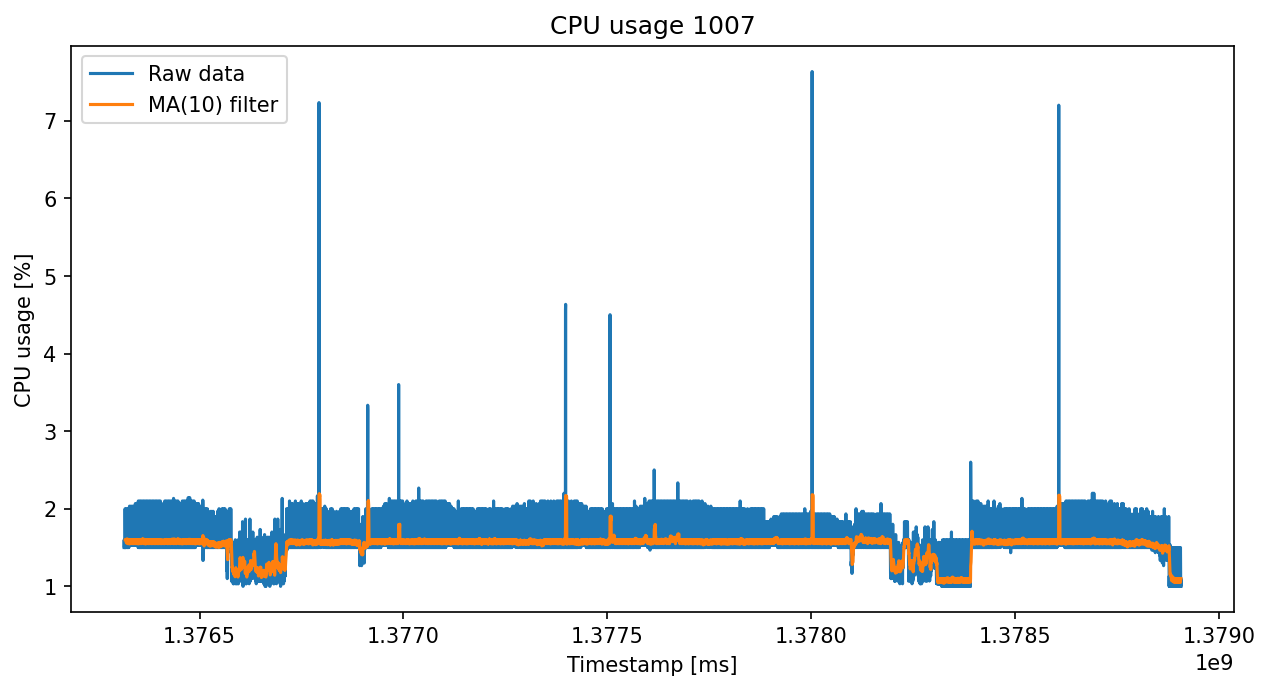 CPU usage 1007
Raw data
MA(10) filter
CPU usage [%]
7
6
5
4
3
2
1
1.3765 1.3770 1.3775 1.3780 1.3785 1.3790
1e9
Timestamp [ms]